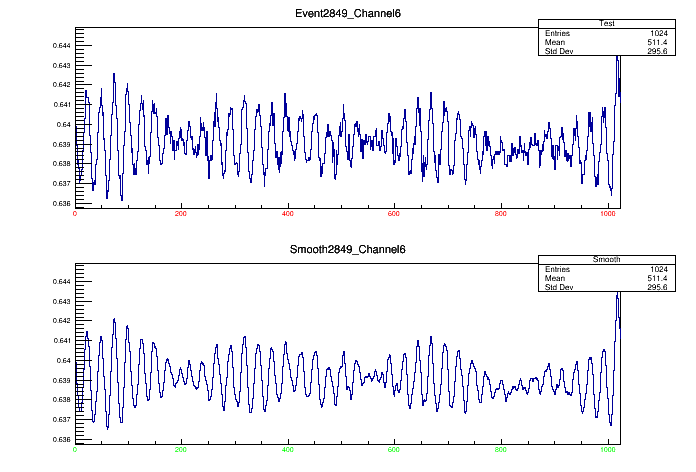 Event2849_Channel6
Test
Entries 1024
Mean 511.4
Std Dev 295.6
0.644
0.643
0.642
0.641
0.64
0.639
0.638
0.637
0.636
0 200 400 600 800 1000
Smooth2849_Channel6
Smooth
Entries 1024
Mean 511.4
Std Dev 295.6
0.644
0.643
0.642
0.641
0.64
0.639
0.638
0.637
0.636
0 200 400 600 800 1000